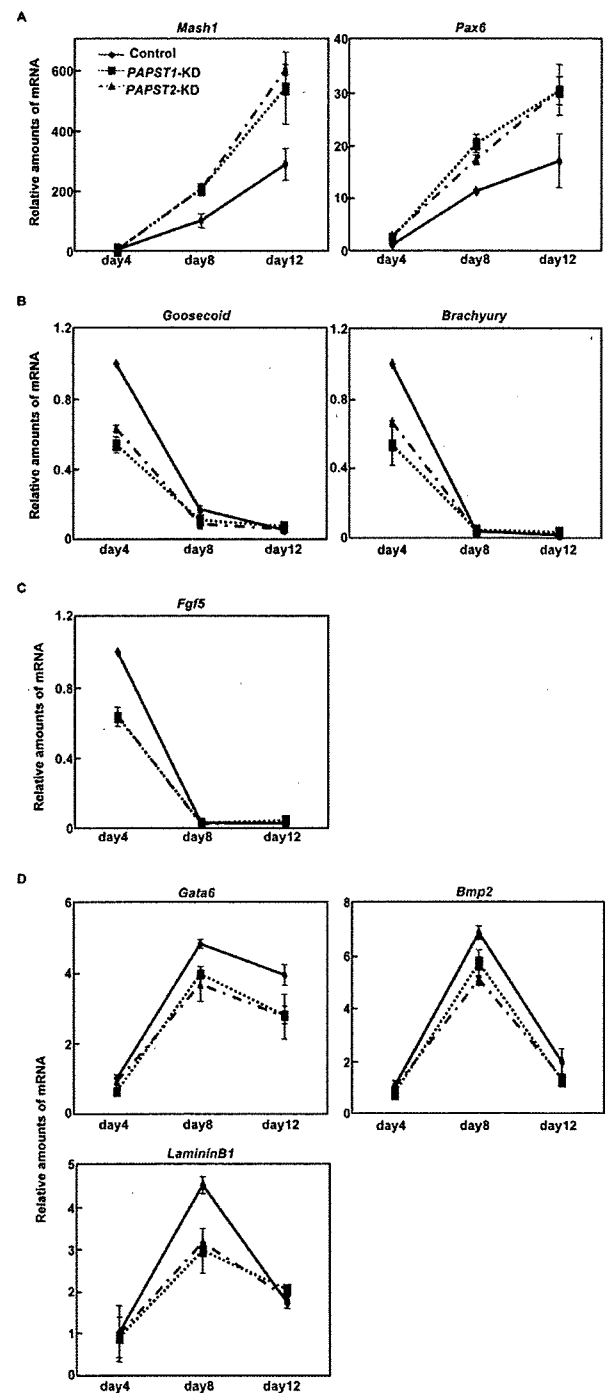 A
Mash1
Pax6
Relative amounts of mRNA
600
400
200
0
Control
PAPST1-KD
PAPST2-KD
day4
day8
day12
40
30
20
10
0
day4
day8
day12
B
Goosecoid
Brachyury
Relative amounts of mRNA
1.2
0.8
0.4
0
day4
day8
day12
1.2
0.8
0.4
0
day4
day8
day12
C
Fgf5
Relative amounts of mRNA
1.2
0.8
0.4
0
day4
day8
day12
D
Gata6
Bmp2
Relative amounts of mRNA
6
4
2
0
day4
day8
day12
8
6
4
2
0
day4
day8
day12
LamininB1
5
4
3
2
1
0
day4
day8
day12